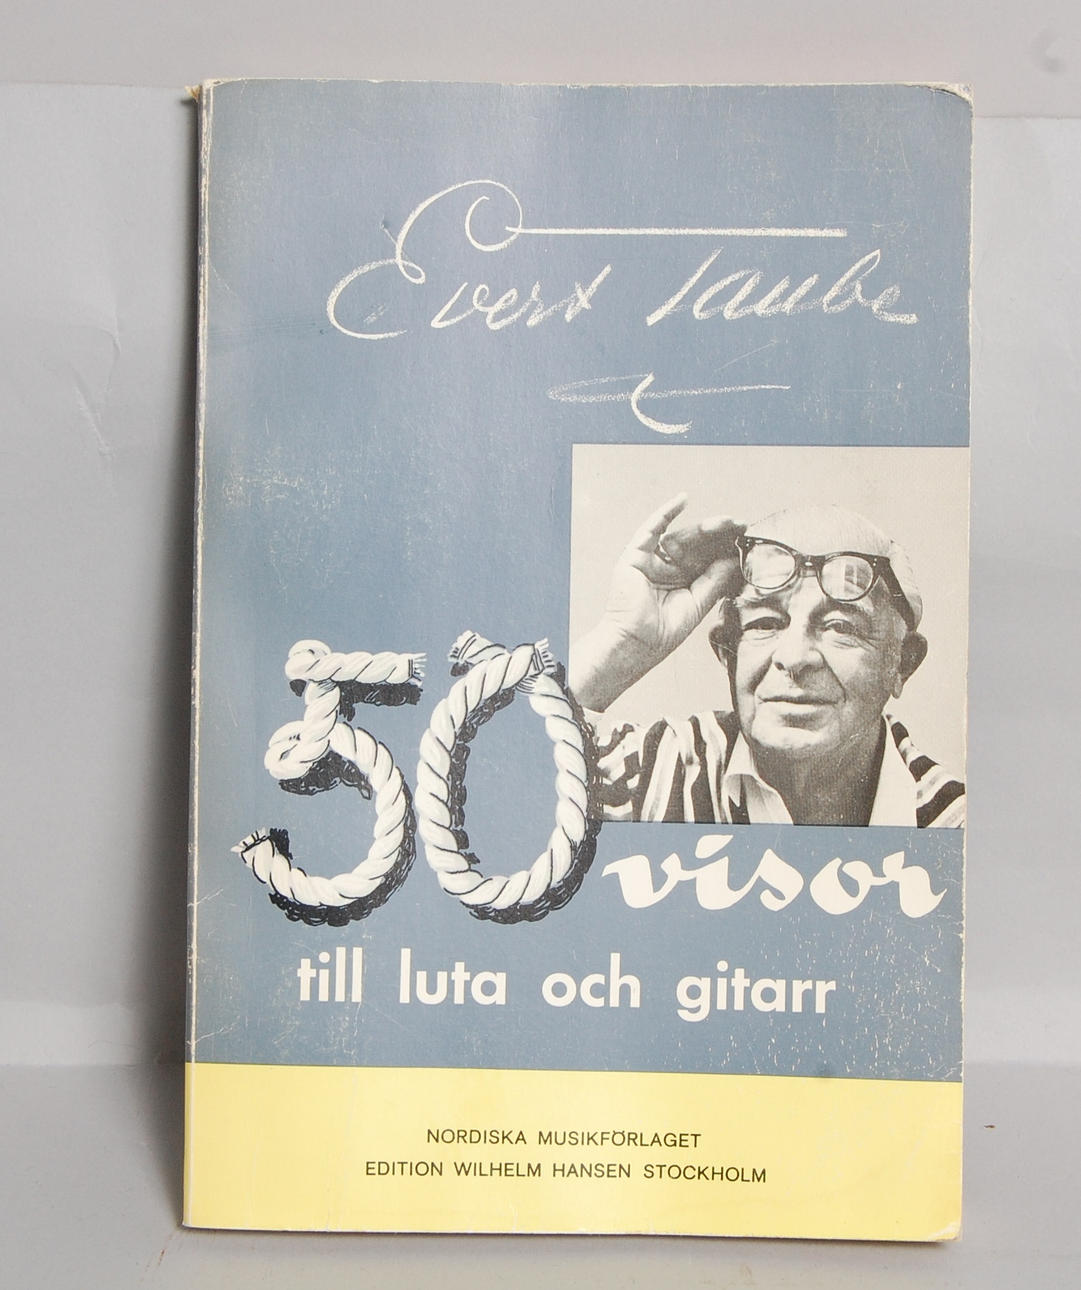 Evert Taube
50 visor
till luta och gitarr
NORDISKA MUSIKFÖRLAGET
EDITION WILHELM HANSEN STOCKHOLM